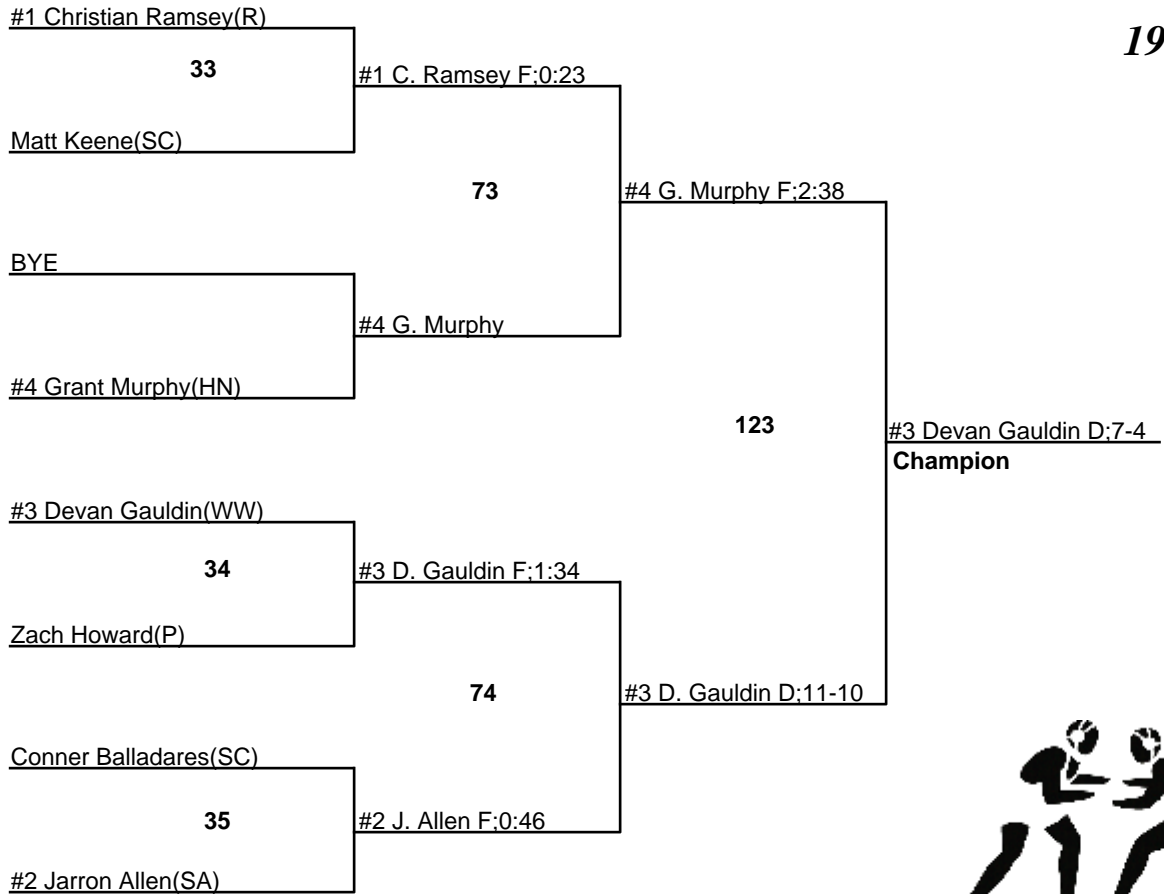 #1 Christian Ramsey(R)
19
33
#1 C. Ramsey F;0:23
Matt Keene(SC)
73
#4 G. Murphy F;2:38
BYE
#4 G. Murphy
#4 Grant Murphy(HN)
123
#3 Devan Gauldin D;7-4
Champion
#3 Devan Gauldin(WW)
34
#3 D. Gauldin F;1:34
Zach Howard(P)
74
#3 D. Gauldin D;11-10
Conner Balladares(SC)
35
#2 J. Allen F;0:46
#2 Jarron Allen(SA)